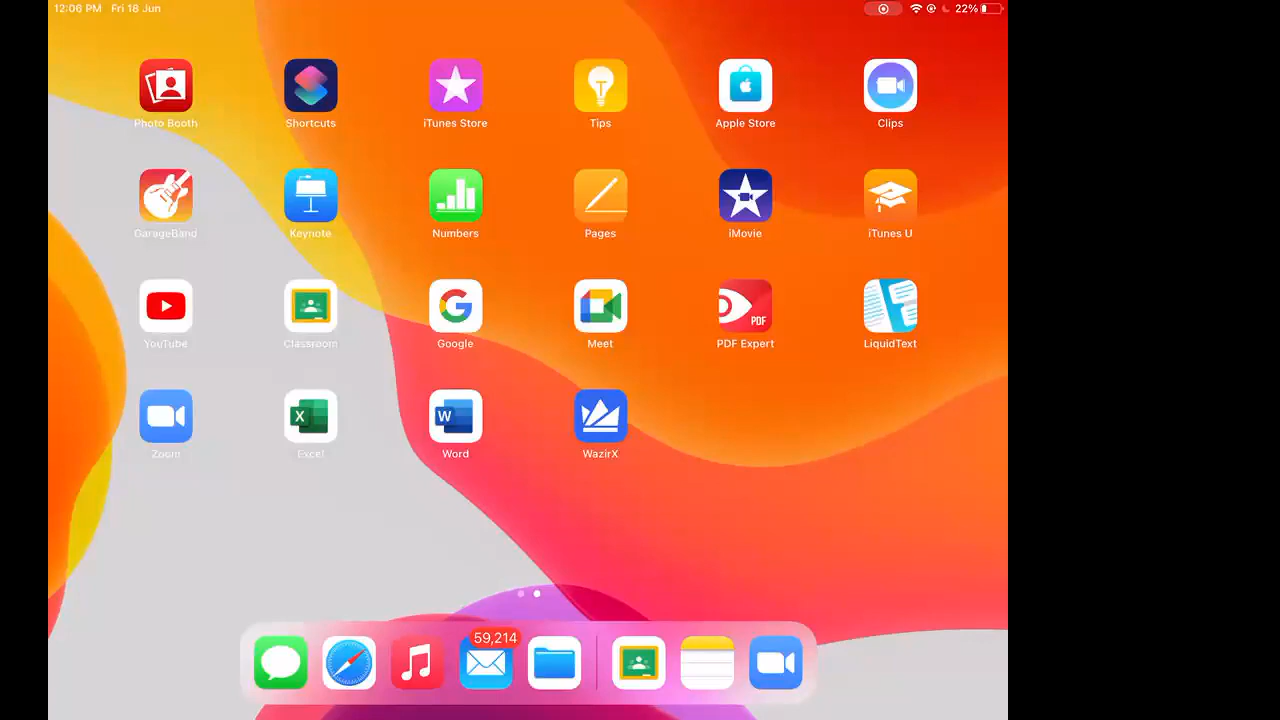 12:06 PM Fri 18 Jun 22%
Photo Booth Shortcuts iTunes Store Tips Apple Store Clips
GarageBand Keynote Numbers Pages iMovie iTunes U
PDF
YouTube Classroom Google Meet PDF Expert LiquidText
X W
Zoom Excel Word WazirX
59,214